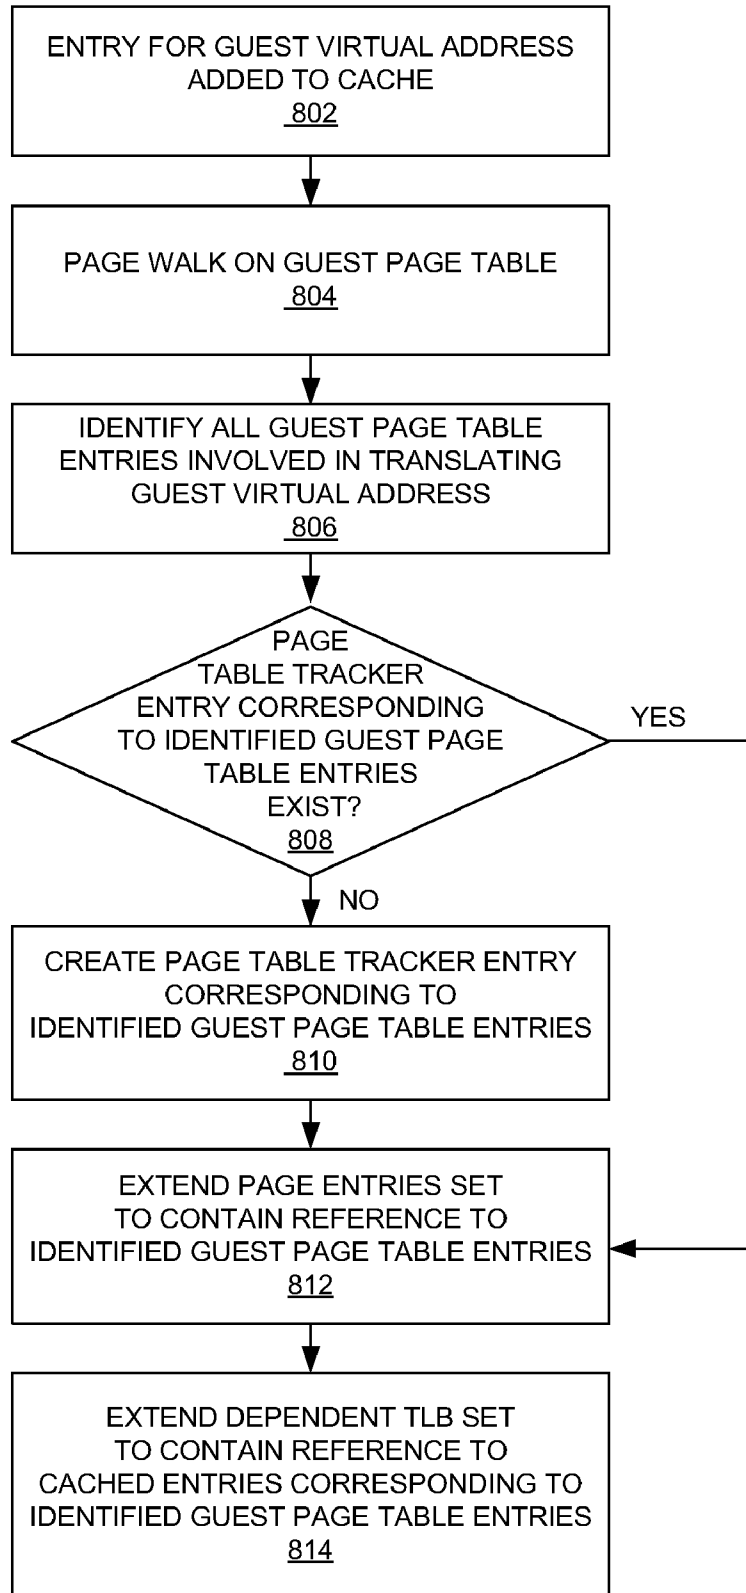 ENTRY FOR GUEST VIRTUAL ADDRESS
ADDED TO CACHE
802
PAGE WALK ON GUEST PAGE TABLE
804
IDENTIFY ALL GUEST PAGE TABLE
ENTRIES INVOLVED IN TRANSLATING
GUEST VIRTUAL ADDRESS
806
PAGE
TABLE TRACKER
ENTRY CORRESPONDING
TO IDENTIFIED GUEST PAGE
TABLE ENTRIES
EXIST?
808
YES
NO
CREATE PAGE TABLE TRACKER ENTRY
CORRESPONDING TO
IDENTIFIED GUEST PAGE TABLE ENTRIES
810
EXTEND PAGE ENTRIES SET
TO CONTAIN REFERENCE TO
IDENTIFIED GUEST PAGE TABLE ENTRIES
812
EXTEND DEPENDENT TLB SET
TO CONTAIN REFERENCE TO
CACHED ENTRIES CORRESPONDING TO
IDENTIFIED GUEST PAGE TABLE ENTRIES
814